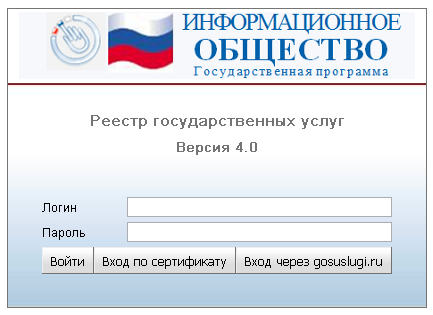 ИНФОРМАЦИОННОЕ
ОБЩЕСТВО
Государственная программа
Реестр государственных услуг
Версия 4.0
Логин
Пароль
Войти Вход по сертификату Вход через gosuslugi.ru